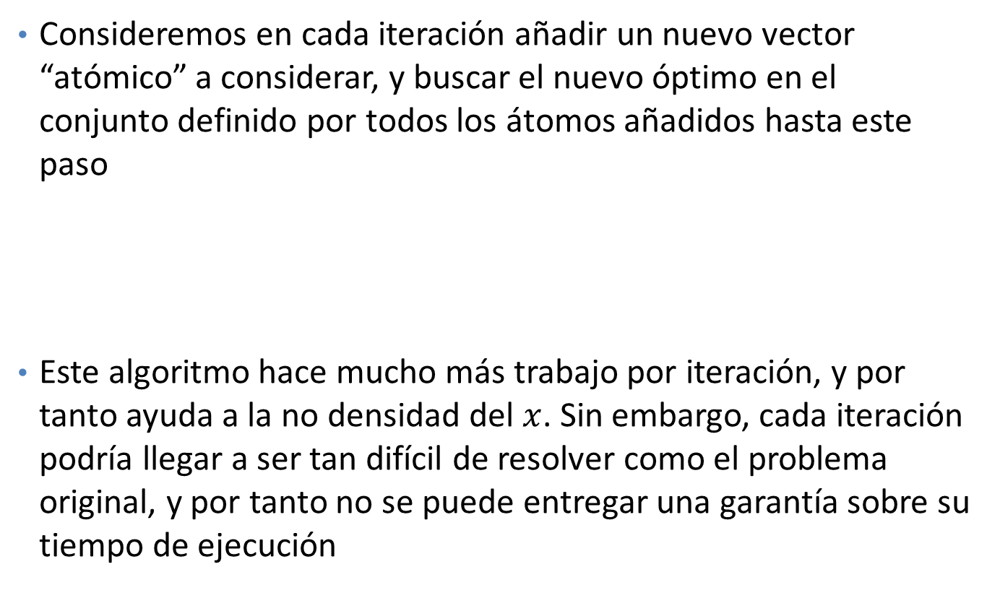 • Consideremos en cada iteración añadir un nuevo vector
“atómico” a considerar, y buscar el nuevo óptimo en el
conjunto definido por todos los átomos añadidos hasta este
paso
• Este algoritmo hace mucho más trabajo por iteración, y por
tanto ayuda a la no densidad del 𝑥. Sin embargo, cada iteración
podría llegar a ser tan difícil de resolver como el problema
original, y por tanto no se puede entregar una garantía sobre su
tiempo de ejecución